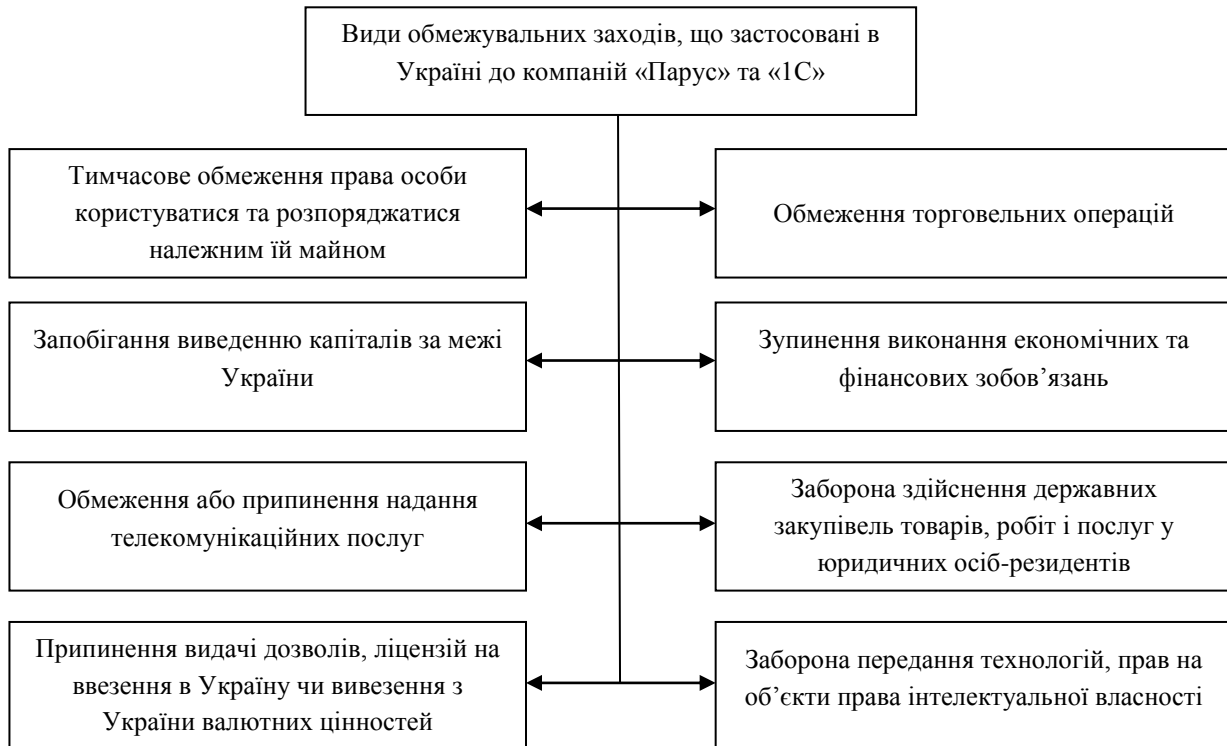 Види обмежувальних заходів, що застосовані в
Україні до компаній «Парус» та «1С»
Тимчасове обмеження права особи
користуватися та розпоряджатися
належним їй майном
Обмеження торговельних операцій
Запобігання виведенню капіталів за межі
України
Зупинення виконання економічних та
фінансових зобов’язань
Обмеження або припинення надання
телекомунікаційних послуг
Заборона здійснення державних
закупівель товарів, робіт і послуг у
юридичних осіб-резидентів
Припинення видачі дозволів, ліцензій на
ввезення в Україну чи вивезення з
України валютних цінностей
Заборона передання технологій, прав на
об’єкти права інтелектуальної власності